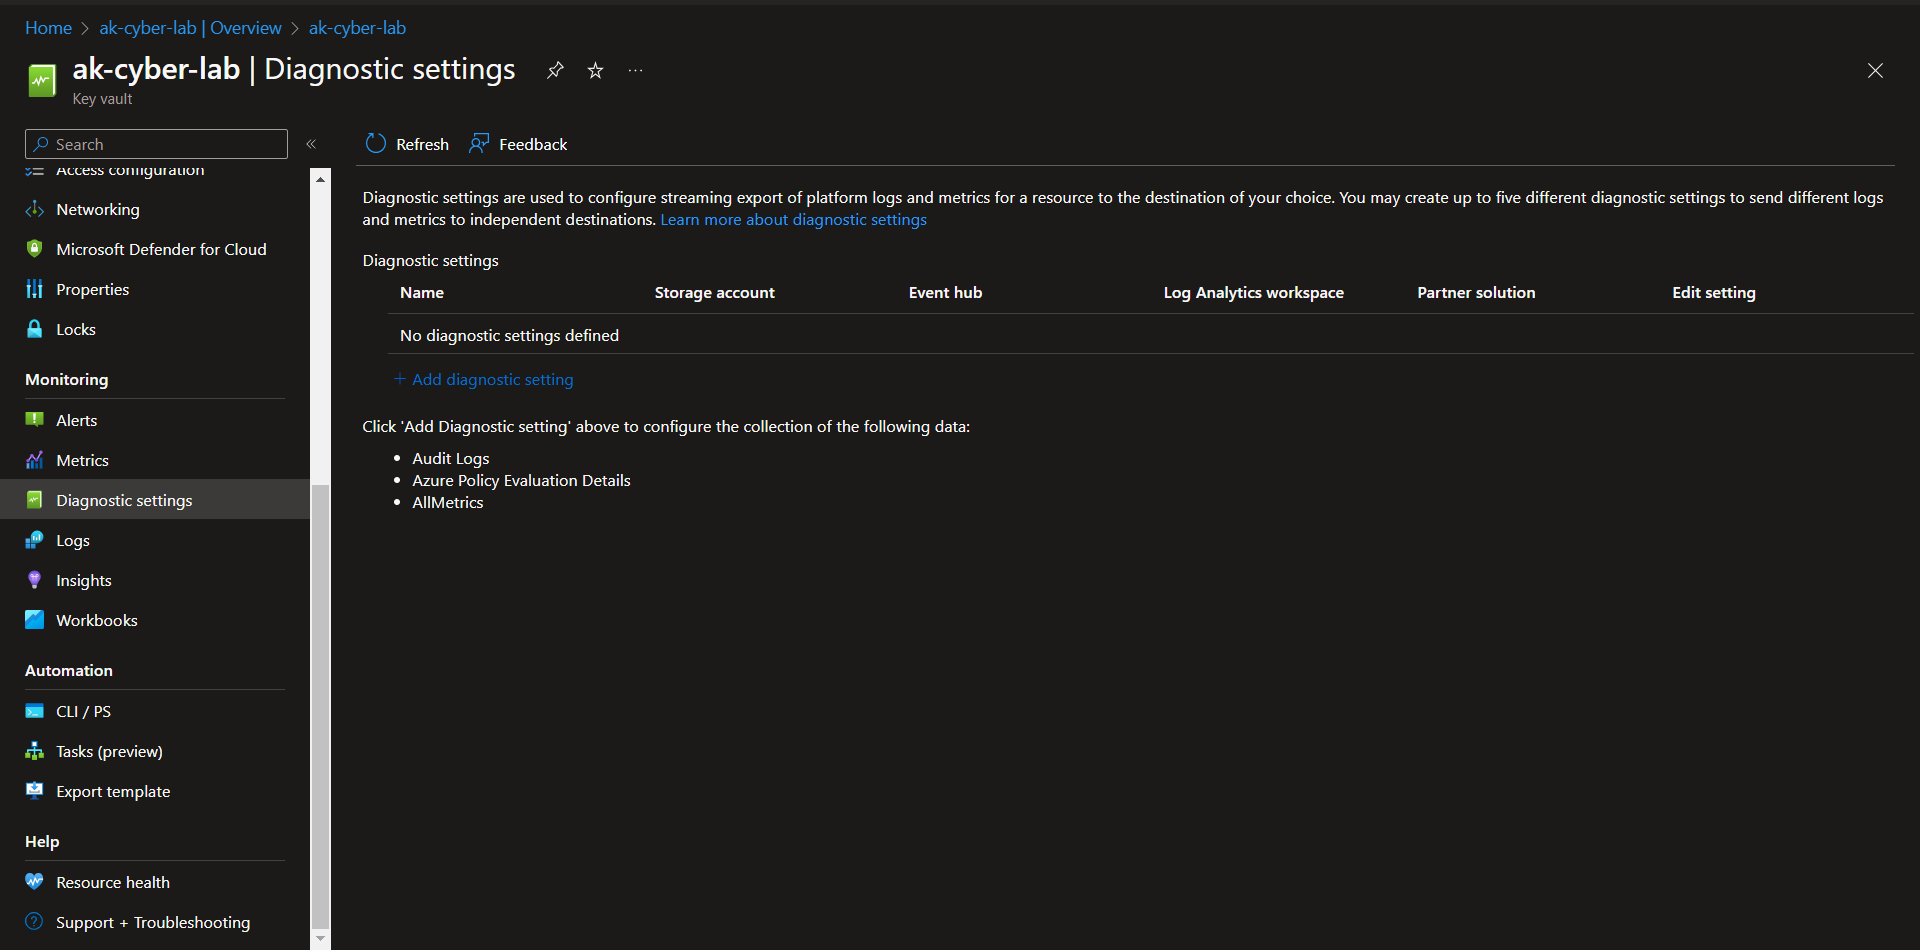 Home > ak-cyber-lab | Overview > ak-cyber-lab
ak-cyber-lab | Diagnostic settings ☆ ···
Key vault
Search «
Access configuration
Networking
Microsoft Defender for Cloud
Properties
Locks
Monitoring
Alerts
Metrics
Diagnostic settings
Logs
Insights
Workbooks
Automation
CLI / PS
Tasks (preview)
Export template
Help
Resource health
Support + Troubleshooting
Refresh Feedback
Diagnostic settings are used to configure streaming export of platform logs and metrics for a resource to the destination of your choice. You may create up to five different diagnostic settings to send different logs
and metrics to independent destinations. Learn more about diagnostic settings
Diagnostic settings
Name Storage account Event hub Log Analytics workspace Partner solution Edit setting
No diagnostic settings defined
+ Add diagnostic setting
Click 'Add Diagnostic setting' above to configure the collection of the following data:
• Audit Logs
• Azure Policy Evaluation Details
• AllMetrics